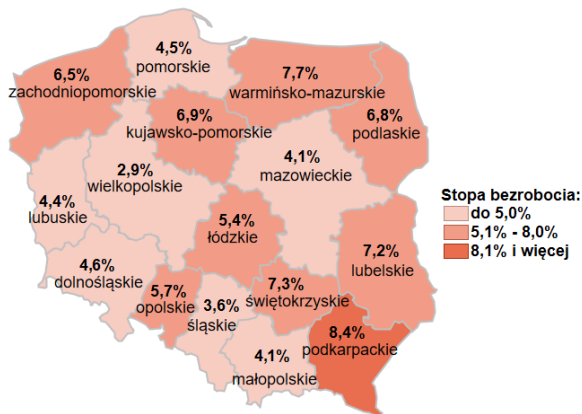 4,5%
pomorskie
6,5%
zachodniopomorskie
7,7%
warmińsko-mazurskie
6,9%
kujawsko-pomorskie
6,8%
podlaskie
2,9%
wielkopolskie
4,1%
mazowieckie
4,4%
lubuskie
5,4%
łódzkie
Stopa bezrobocia:
do 5,0%
5,1% - 8,0%
8,1% i więcej
7,2%
lubelskie
4,6%
dolnośląskie
5,7%
opolskie
3,6%
śląskie
7,3%
świętokrzyskie
8,4%
podkarpackie
4,1%
małopolskie